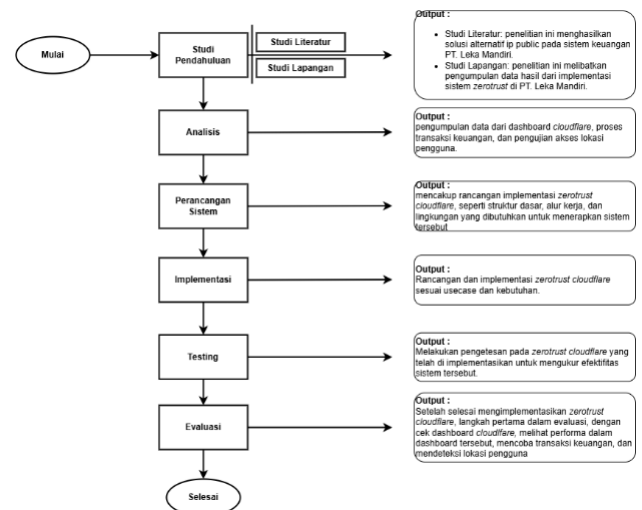 Mulai
Studi
Pendahuluan
Studi Literatur
Studi Lapangan
Output :
• Studi Literatur: penelitian ini menghasilkan
solusi alternatif ip public pada sistem keuangan
PT. Leka Mandiri.
• Studi Lapangan: penelitian ini melibatkan
pengumpulan data hasil dari implementasi
sistem zerotrust di PT. Leka Mandiri.
Analisis
Output :
pengumpulan data dari dashboard cloudflare, proses
transaksi keuangan, dan pengujian akses lokasi
pengguna.
Perancangan
Sistem
Output :
mencakup rancangan implementasi zerotrust
cloudflare, seperti struktur dasar, alur kerja, dan
lingkungan yang dibutuhkan untuk menerapkan sistem
tersebut
Implementasi
Output :
Rancangan dan implementasi zerotrust cloudflare
sesuai usecase dan kebutuhan.
Testing
Output :
Melakukan pengetesan pada zerotrust cloudflare yang
telah di implementasikan untuk mengukur efektifitas
sistem tersebut.
Evaluasi
Output :
Setelah selesai mengimplementasikan zerotrust
cloudflare, langkah pertama dalam evaluasi, dengan
cek dashboard cloudlfare, melihat performa dalam
dashboard tersebut, mencoba transaksi keuangan, dan
mendeteksi lokasi pengguna
Selesai